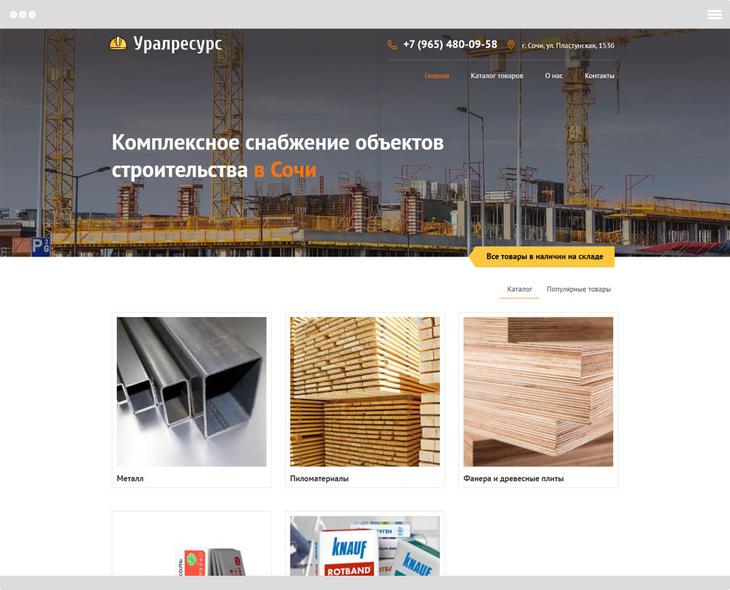 Уралресурс
+7 (965) 480-09-58
г. Сочи, ул. Пластунская, 153б
Главная
Каталог товаров
О нас
Контакты
Комплексное снабжение объектов
строительства в Сочи
P
Все товары в наличии на складе
Каталог
Популярные товары
Металл
Пиломатериалы
Фанера и древесные плиты
KNAUF
ROTBAND
KNAUF